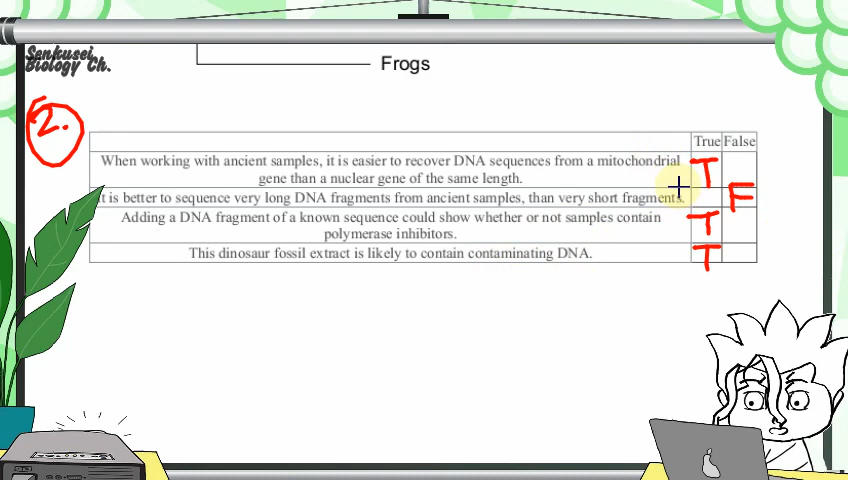 Senkusei
Biology Ch.
Frogs
2.
True False
When working with ancient samples, it is easier to recover DNA sequences from a mitochondrial
gene than a nuclear gene of the same length.
T
t is better to sequence very long DNA fragments from ancient samples, than very short fragments.
F
Adding a DNA fragment of a known sequence could show whether or not samples contain
polymerase inhibitors.
T
This dinosaur fossil extract is likely to contain contaminating DNA.
T